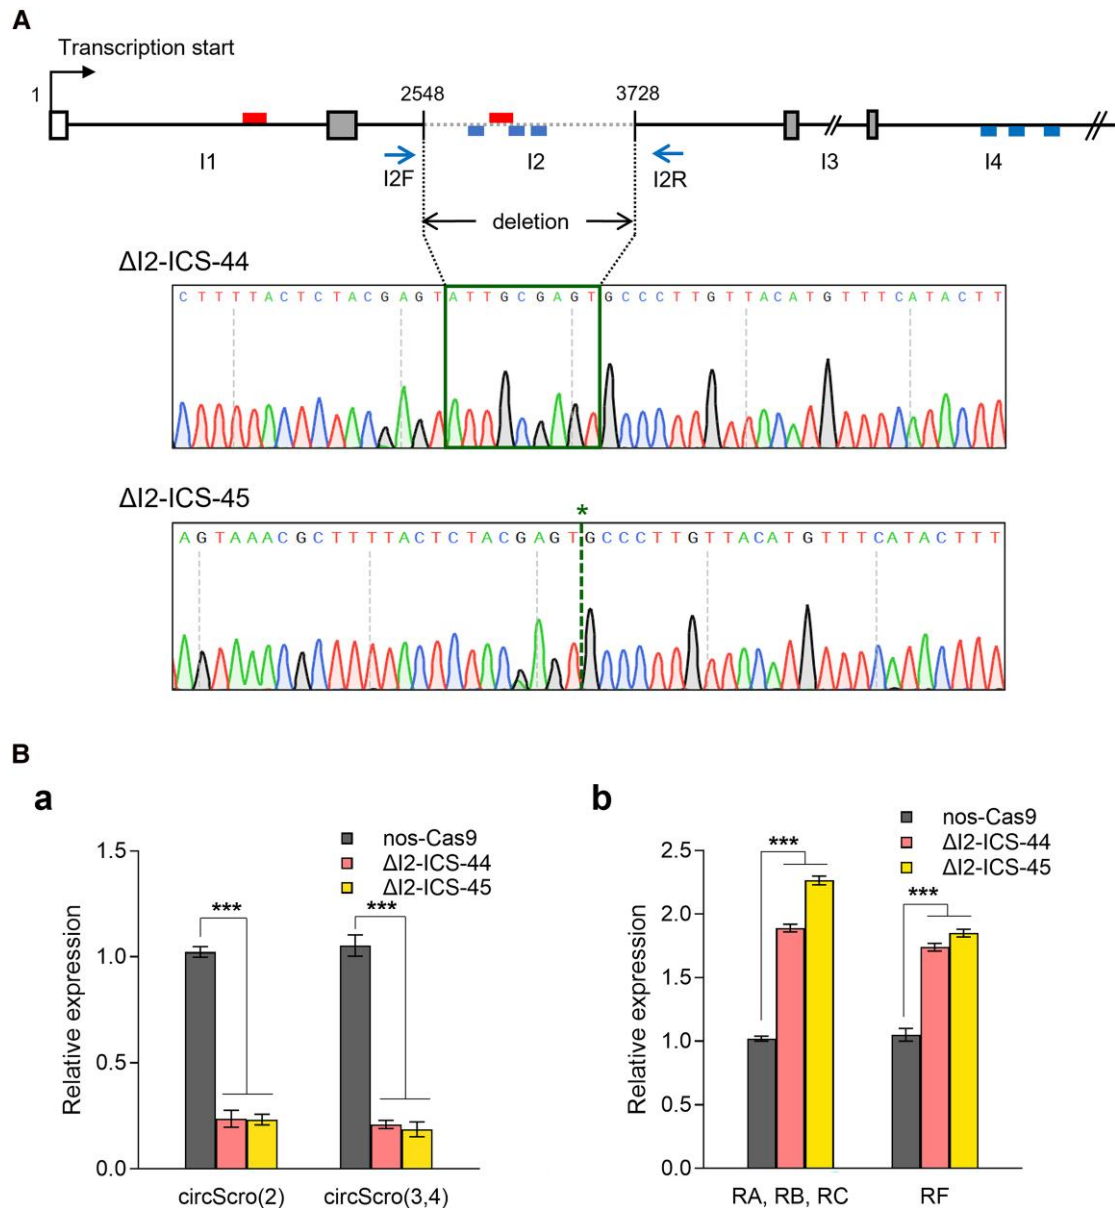 A
Transcription start
1
2548
3728
I1
I2F
I2
I2R
I3
I4
deletion
ΔI2-ICS-44
CTTTTACTCTACGAGTATTGCGAGTGCCCTTGTTACATGTTTCATACTT
ΔI2-ICS-45
*
AGTAAACGCTTTTACTCTACGAGTGCCCTTGTTACATGTTTCATACTTT
B
a
nos-Cas9
ΔI2-ICS-44
ΔI2-ICS-45
Relative expression
1.5
1.0
0.5
0.0
***
***
circScro(2)
circScro(3,4)
b
nos-Cas9
ΔI2-ICS-44
ΔI2-ICS-45
Relative expression
2.5
2.0
1.5
1.0
0.5
0.0
***
***
RA, RB, RC
RF